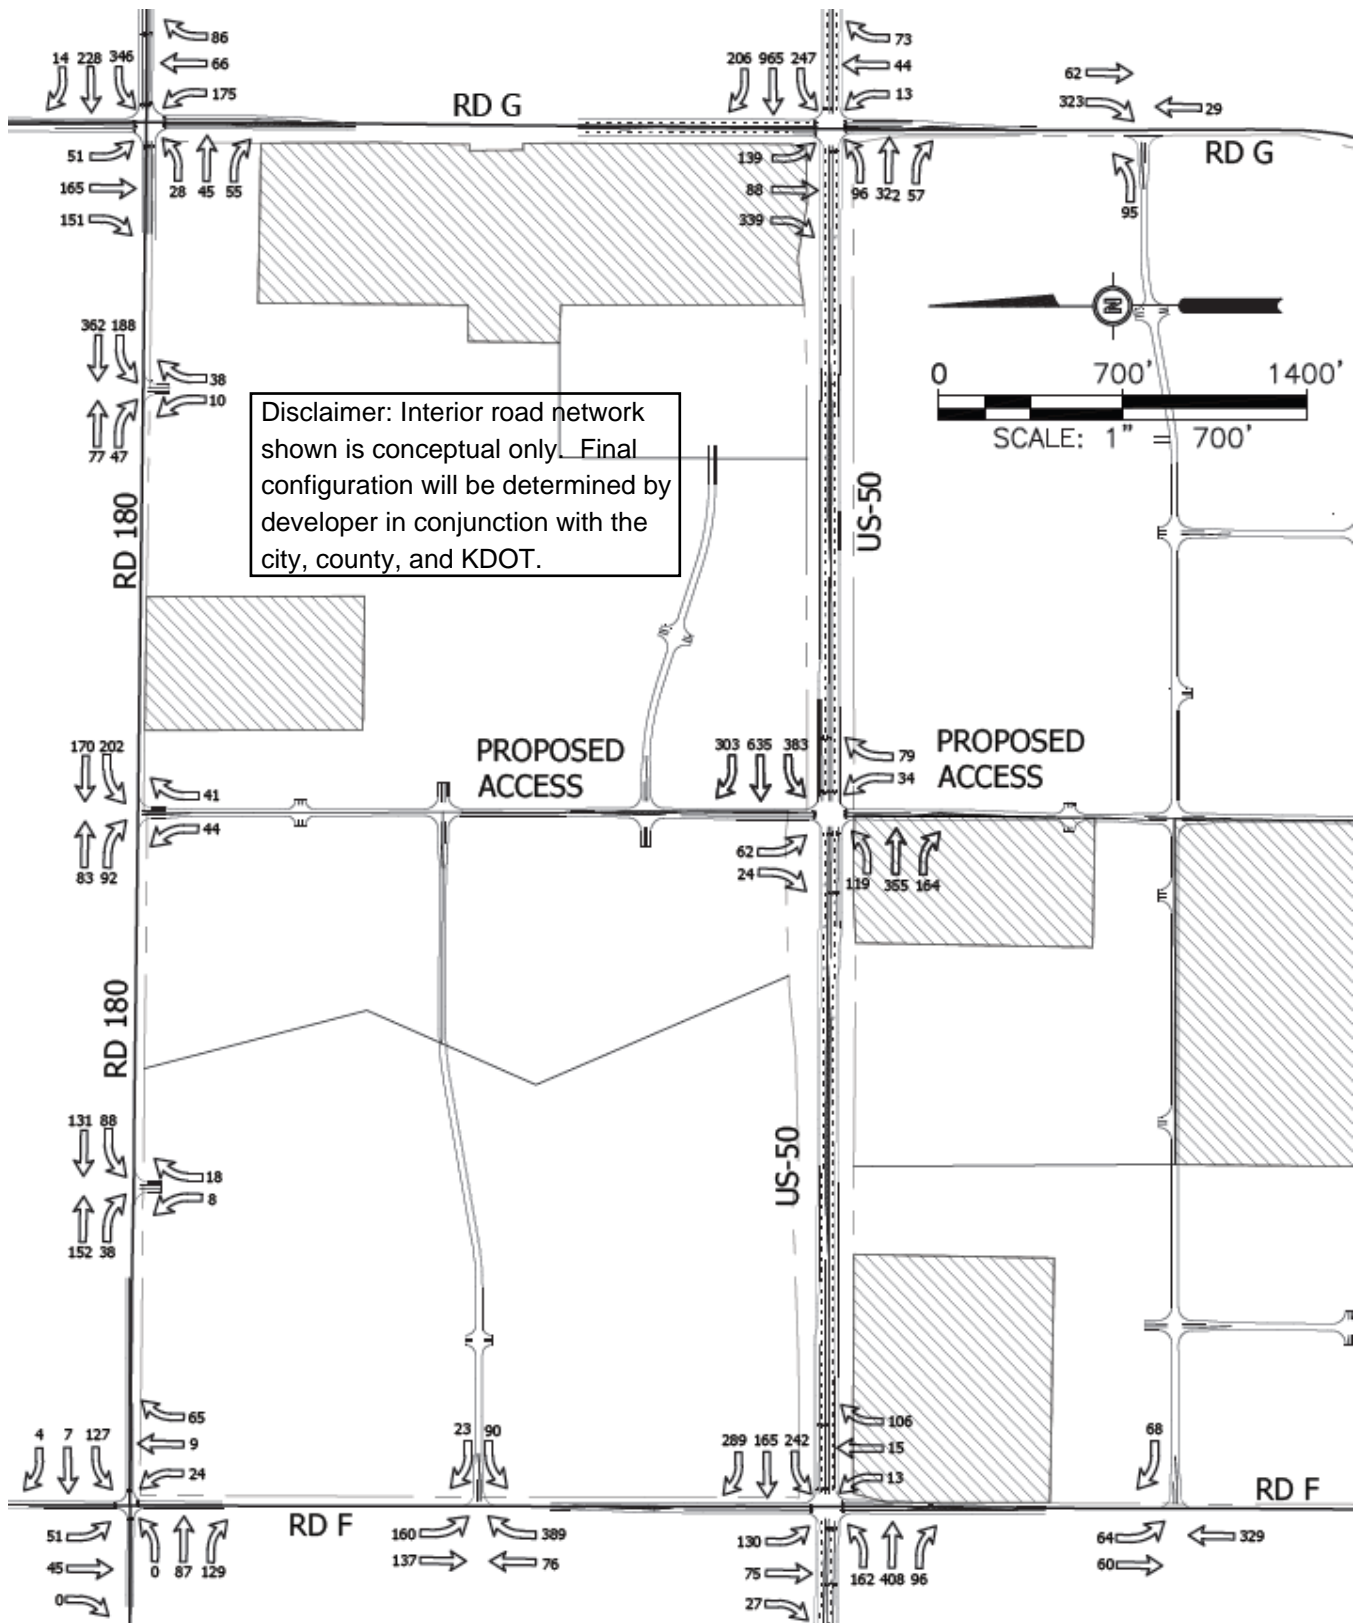 86
73
14 228 346
66
206 965 247
44
62
175
13
323
29
RD G
RD G
51
139
165
28 45 55
88
96 322 57
95
151
339
N
362 188
0 700' 1400'
38
10
SCALE: 1" = 700'
77 47
Disclaimer: Interior road network
shown is conceptual only. Final
configuration will be determined by
developer in conjunction with the
city, county, and KDOT.
RD 180
US-50
170 202
PROPOSED
ACCESS
303 635 383
79
PROPOSED
ACCESS
34
41
44
62
83 92
24
119 365 164
RD 180
131 88
US-50
18
8
152 38
65
106
4 7 127
9
23 90
289 165 242
15
68
24
13
RD F
RD F
51
160
389
130
64
329
45
0 87 129
137
76
75
162 408 96
60
0
27